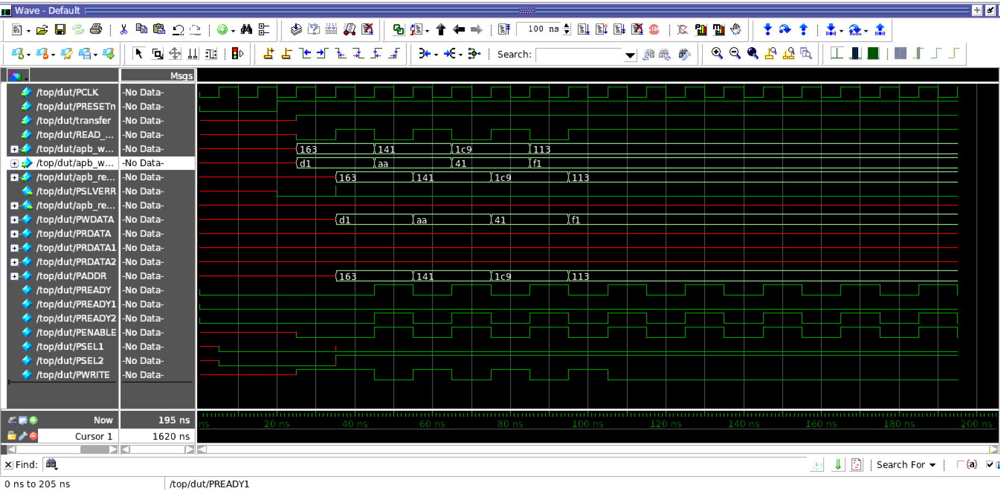 Wave - Default
100 ns
Search:
Msgs
/top/dut/PCLK -No Data-
/top/dut/PRESETn -No Data-
/top/dut/transfer -No Data-
/top/dut/READ_... -No Data-
/top/dut/apb_w... -No Data- 163 141 1c9 113
/top/dut/apb_w... -No Data- d1 aa 41 f1
/top/dut/apb_re... -No Data- 163 141 1c9 113
/top/dut/PSLVERR -No Data-
/top/dut/apb_re... -No Data-
/top/dut/PWDATA -No Data- d1 aa 41 f1
/top/dut/PRDATA -No Data-
/top/dut/PRDATA1 -No Data-
/top/dut/PRDATA2 -No Data-
/top/dut/PADDR -No Data- 163 141 1c9 113
/top/dut/PREADY -No Data-
/top/dut/PREADY1 -No Data-
/top/dut/PREADY2 -No Data-
/top/dut/PENABLE -No Data-
/top/dut/PSEL1 -No Data-
/top/dut/PSEL2 -No Data-
/top/dut/PWRITE -No Data-
Now 195 ns ns 20 ns 40 ns 60 ns 80 ns 100 ns 120 ns 140 ns 160 ns 180 ns 200 ns
Cursor 1 1620 ns
Find: Search For {a}
0 ns to 205 ns /top/dut/PREADY1